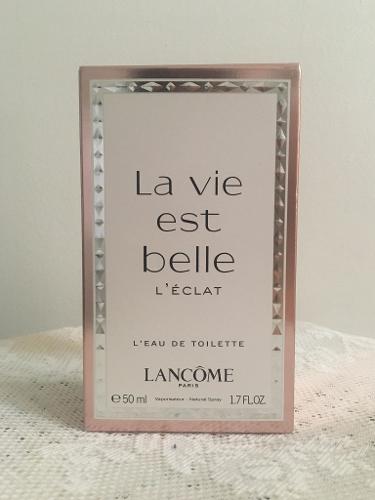 La vie
est
belle
L'ÉCLAT
L'EAU DE TOILETTE
LANCÔME
PARIS
℮ 50 ml Vaporisateur - Natural Spray 1.7 FL.OZ.